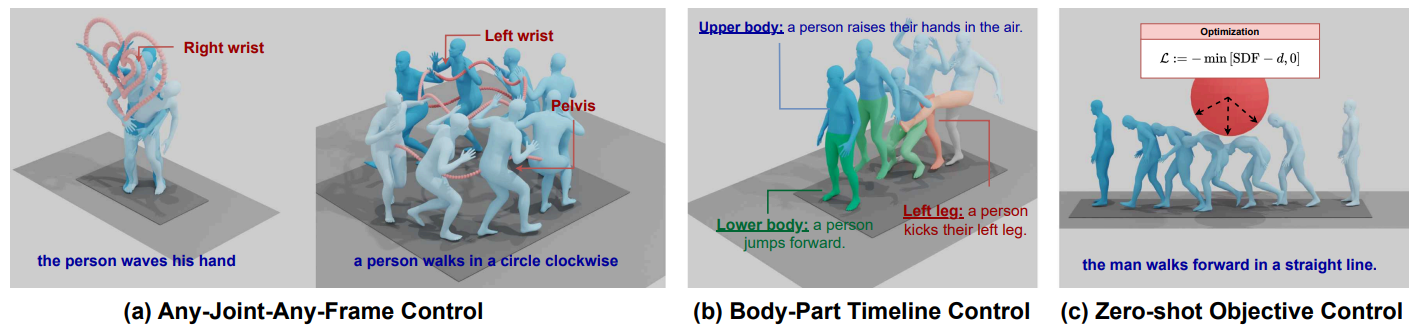 Right wrist
the person waves his hand
Left wrist
Pelvis
a person walks in a circle clockwise
(a) Any-Joint-Any-Frame Control
Upper body: a person raises their hands in the air.
Lower body: a person
jumps forward.
Left leg: a person
kicks their left leg.
(b) Body-Part Timeline Control
Optimization
ℒ := − min [SDF − d, 0]
the man walks forward in a straight line.
(c) Zero-shot Objective Control